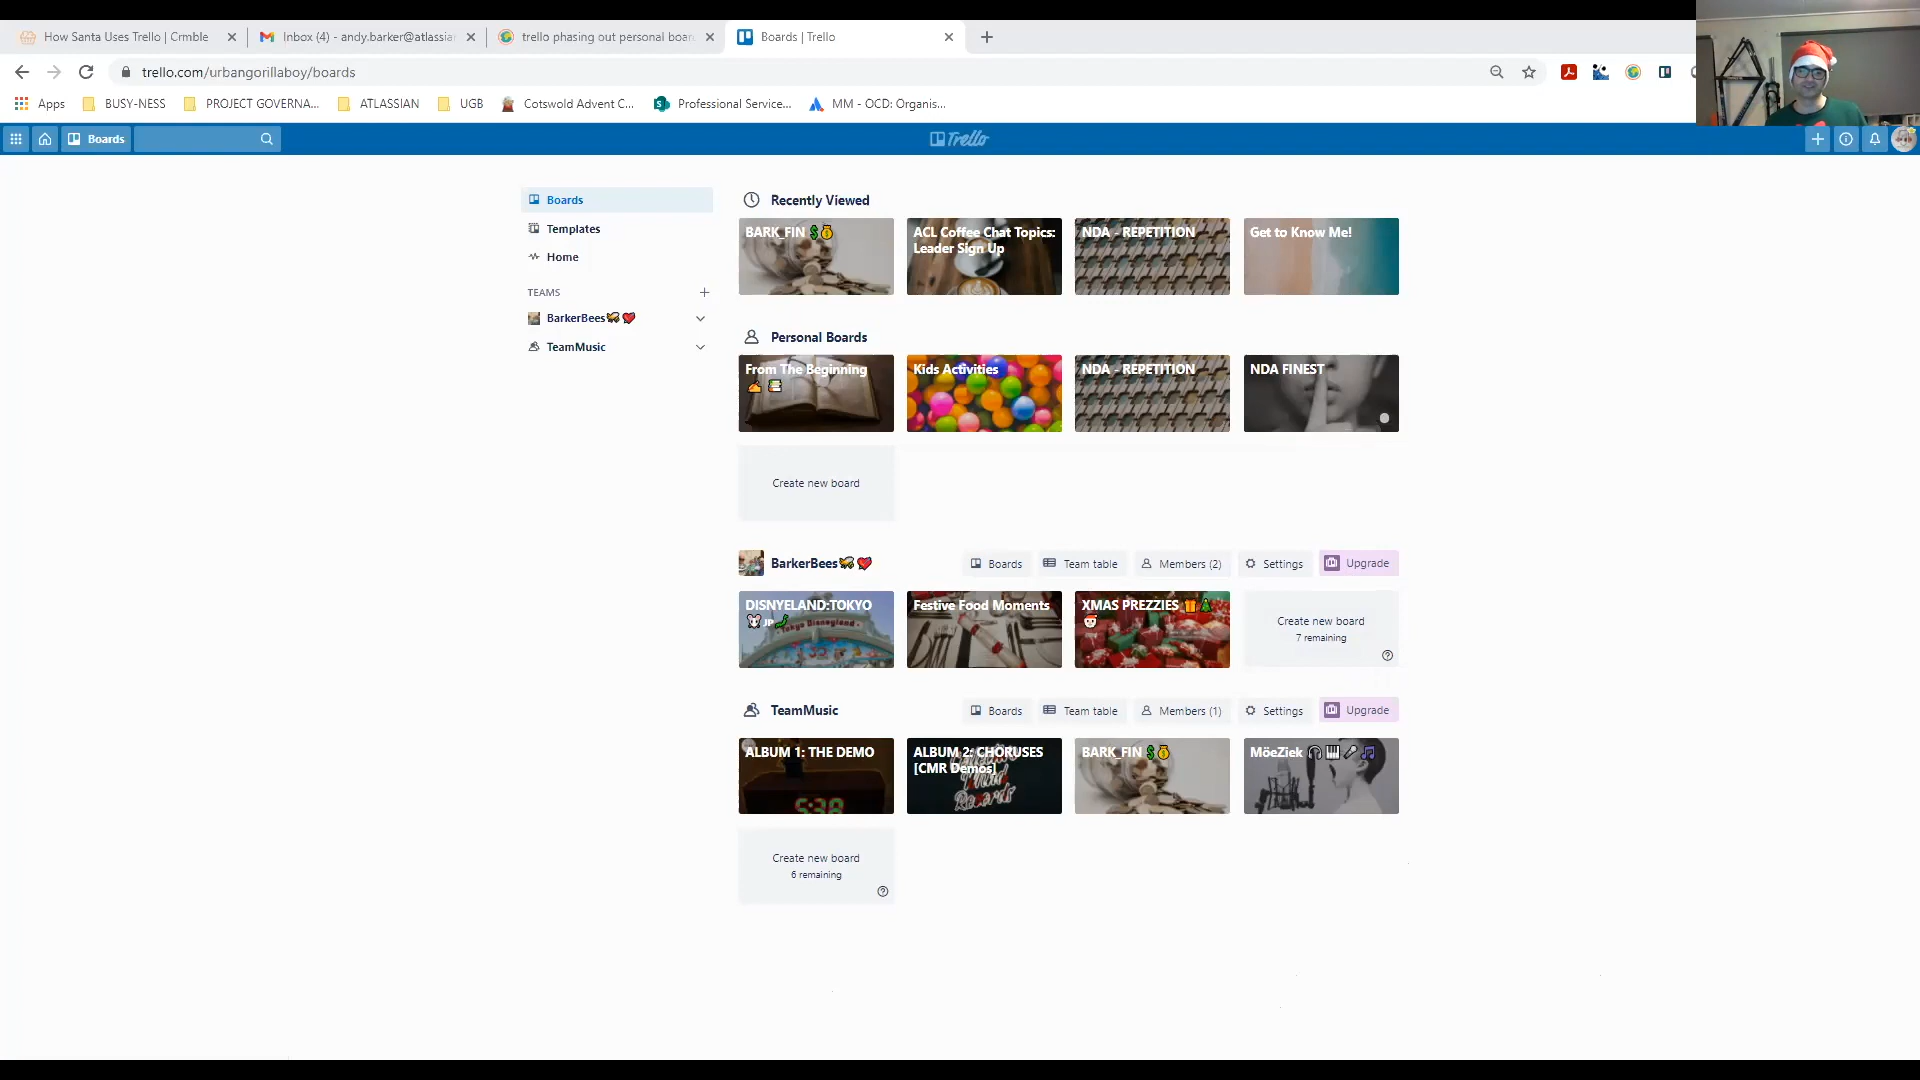 How Santa Uses Trello | Crmble
Inbox (4) - andy.barker@atlassia
trello phasing out personal boar
Boards | Trello
trello.com/urbangorillaboy/boards
Apps
BUSY-NESS
PROJECT GOVERNA...
ATLASSIAN
UGB
Cotswold Advent C...
Professional Service...
MM - OCD: Organis...
Boards
Trello
Boards
Templates
Home
TEAMS
BarkerBees
TeamMusic
Recently Viewed
BARK_FIN
ACL Coffee Chat Topics:
Leader Sign Up
NDA - REPETITION
Get to Know Me!
Personal Boards
From The Beginning
Kids Activities
NDA - REPETITION
NDA FINEST
Create new board
BarkerBees
Boards
Team table
Members (2)
Settings
Upgrade
DISNYELAND:TOKYO
JP
Tokyo Disneyland
Festive Food Moments
XMAS PREZZIES
Create new board
7 remaining
TeamMusic
Boards
Team table
Members (1)
Settings
Upgrade
ALBUM 1: THE DEMO
5:38
ALBUM 2: CHORUSES
[CMR Demos]
Records
BARK_FIN
MöeZiek
Create new board
6 remaining